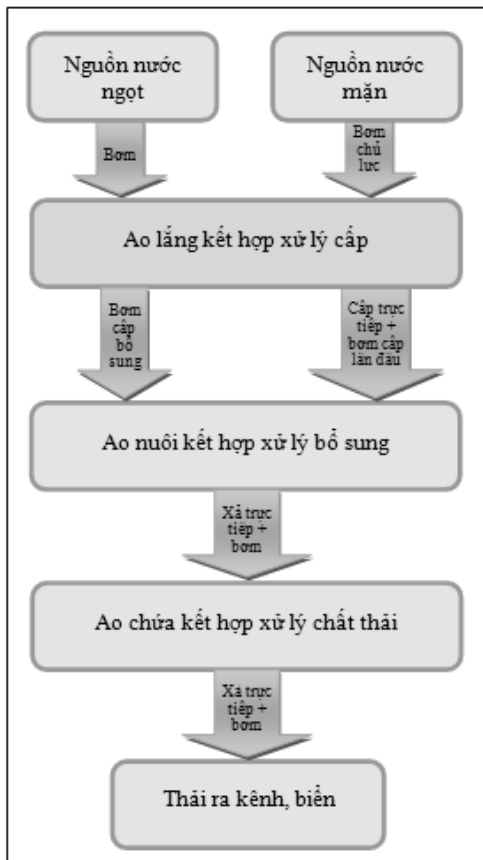 Nguồn nước
ngọt
Nguồn nước
mặn
Bơm
Bơm
chủ
lực
Ao lắng kết hợp xử lý cấp
Bơm
cấp
bổ
sung
Cấp trực
tiếp +
bơm cấp
lần đầu
Ao nuôi kết hợp xử lý bổ sung
Xả trực
tiếp +
bơm
Ao chứa kết hợp xử lý chất thải
Xả trực
tiếp +
bơm
Thải ra kênh, biển